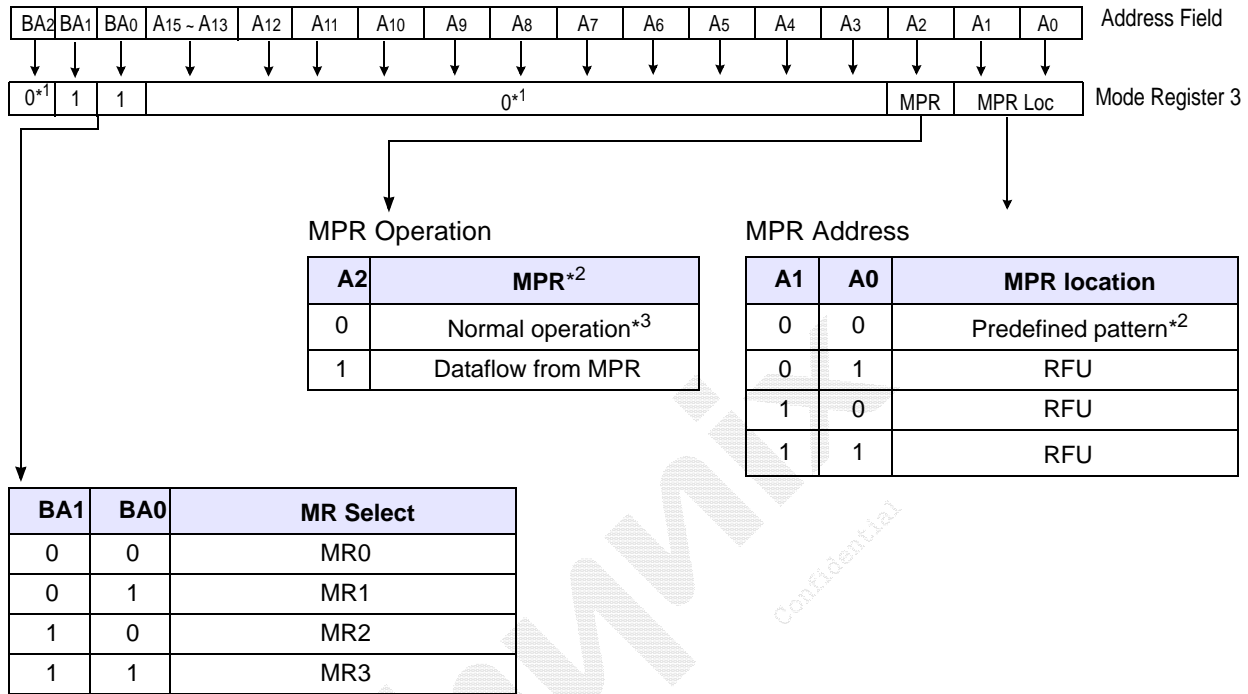 BA2 BA1 BA0 A15 ~ A13 A12 A11 A10 A9 A8 A7 A6 A5 A4 A3 A2 A1 A0 Address Field
0*1 1 1 0*1 MPR MPR Loc Mode Register 3
MPR Operation
A2 MPR*2
0 Normal operation*3
1 Dataflow from MPR
MPR Address
A1 A0 MPR location
0 0 Predefined pattern*2
0 1 RFU
1 0 RFU
1 1 RFU
BA1 BA0 MR Select
0 0 MR0
0 1 MR1
1 0 MR2
1 1 MR3
Confidential